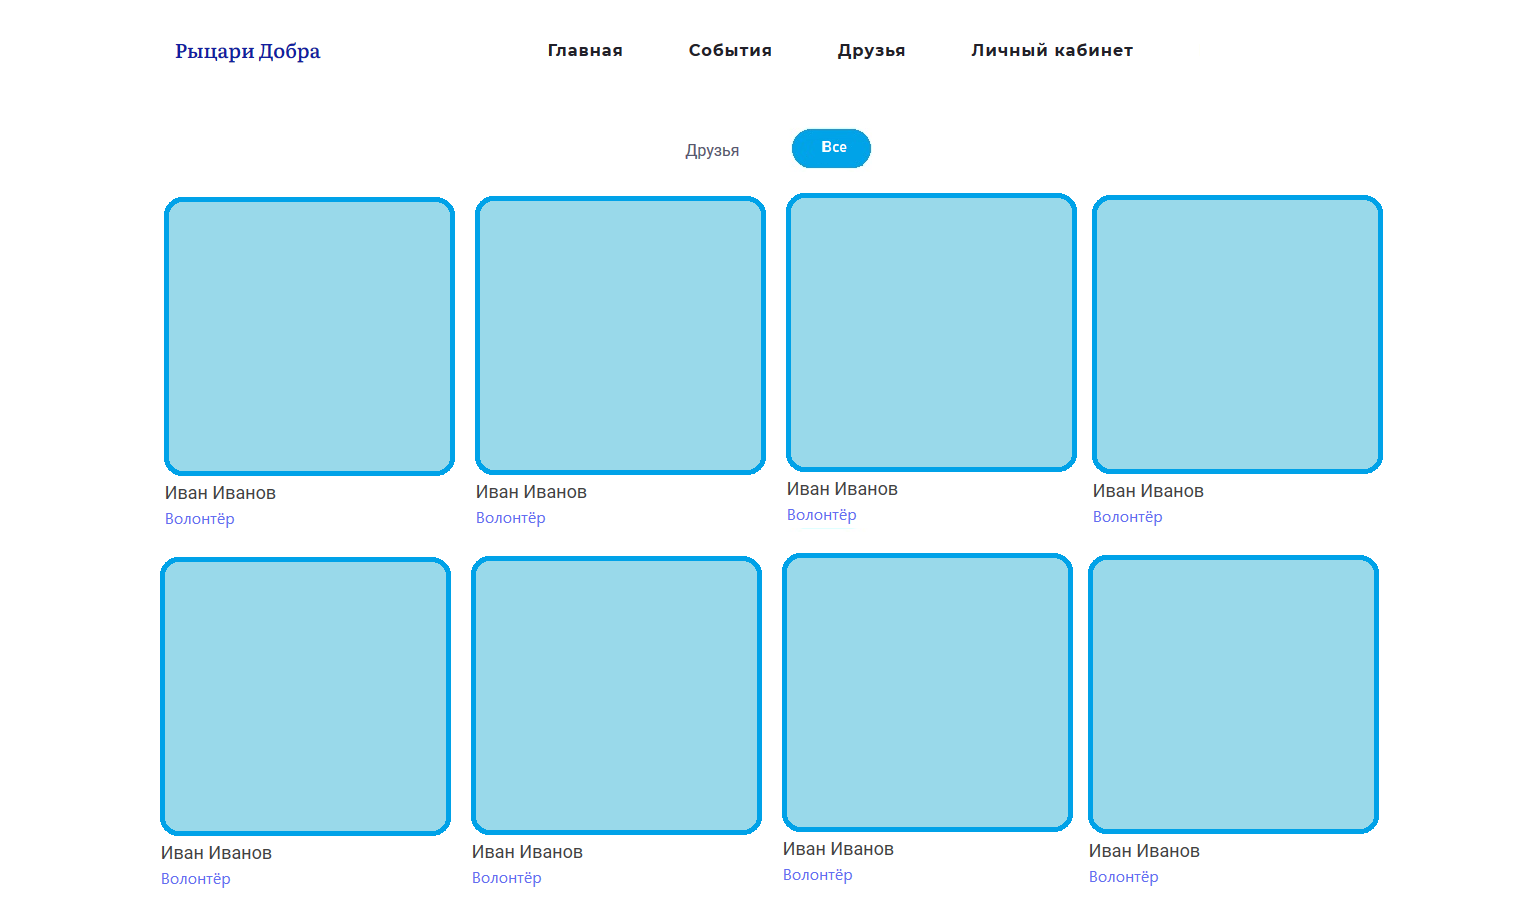 Рыцари Добра
Главная События Друзья Личный кабинет
Друзья Все
Иван Иванов
Волонтёр
Иван Иванов
Волонтёр
Иван Иванов
Волонтёр
Иван Иванов
Волонтёр
Иван Иванов
Волонтёр
Иван Иванов
Волонтёр
Иван Иванов
Волонтёр
Иван Иванов
Волонтёр